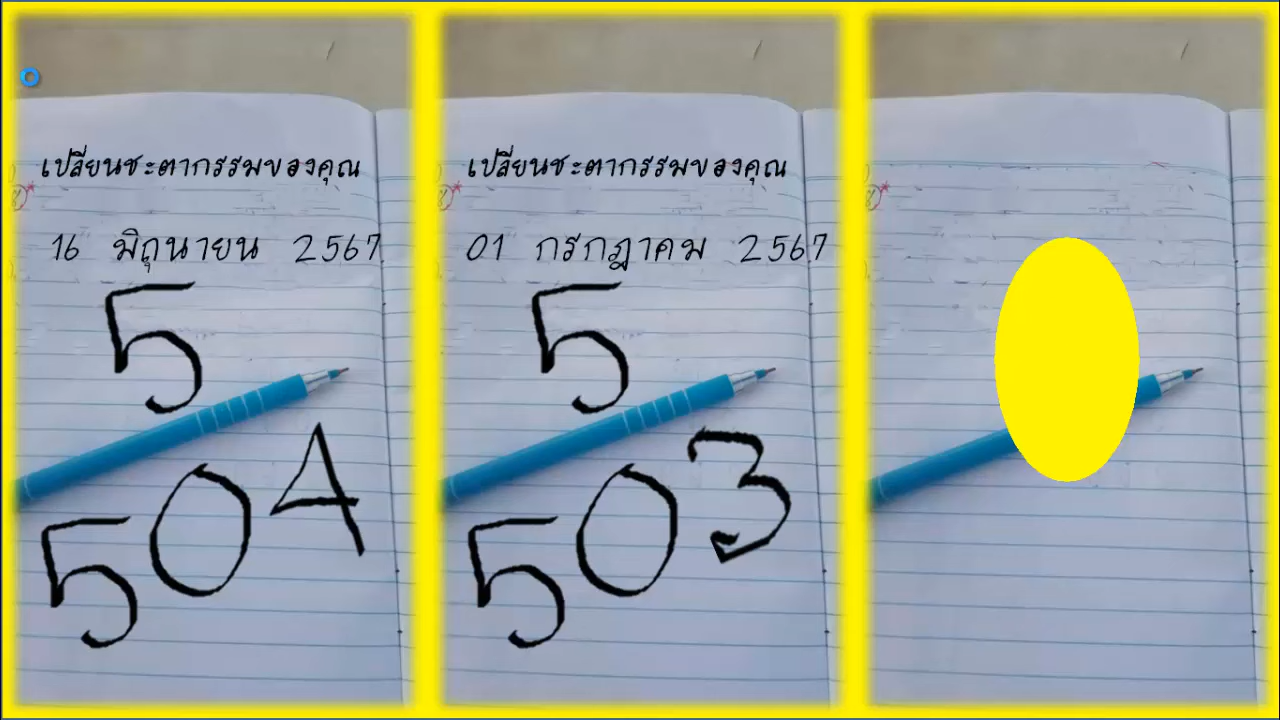 เปลี่ยนชะตากรรมของคุณ
16 มิถุนายน 2567
5
504
เปลี่ยนชะตากรรมของคุณ
01 กรกฎาคม 2567
5
503